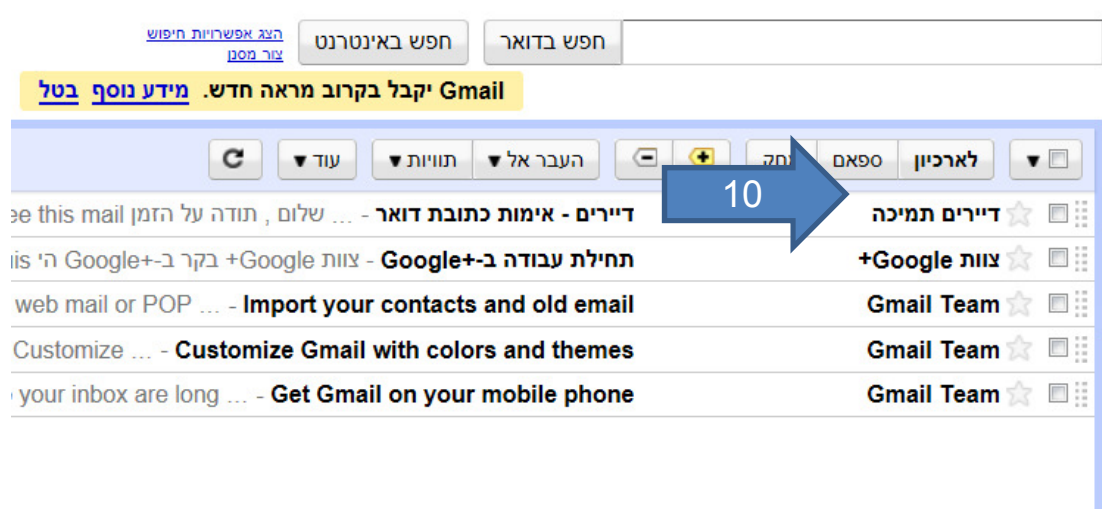 חפש בדואר חפש באינטרנט הצג אפשרויות חיפוש
צור מסנן
Gmail יקבל בקרוב מראה חדש. מידע נוסף בטל
לארכיון ספאם העבר אל תוויות עוד
10
דיירים תמיכה דיירים - אימות כתובת דואר - ... שלום , תודה על הזמן ee this mail
צוות Google+ תחילת עבודה ב-Google+ - צוות Google+ בקר ב-Google+ הי
Gmail Team Import your contacts and old email - ... web mail or POP
Gmail Team Customize Gmail with colors and themes - ... Customize
Gmail Team Get Gmail on your mobile phone - ... your inbox are long